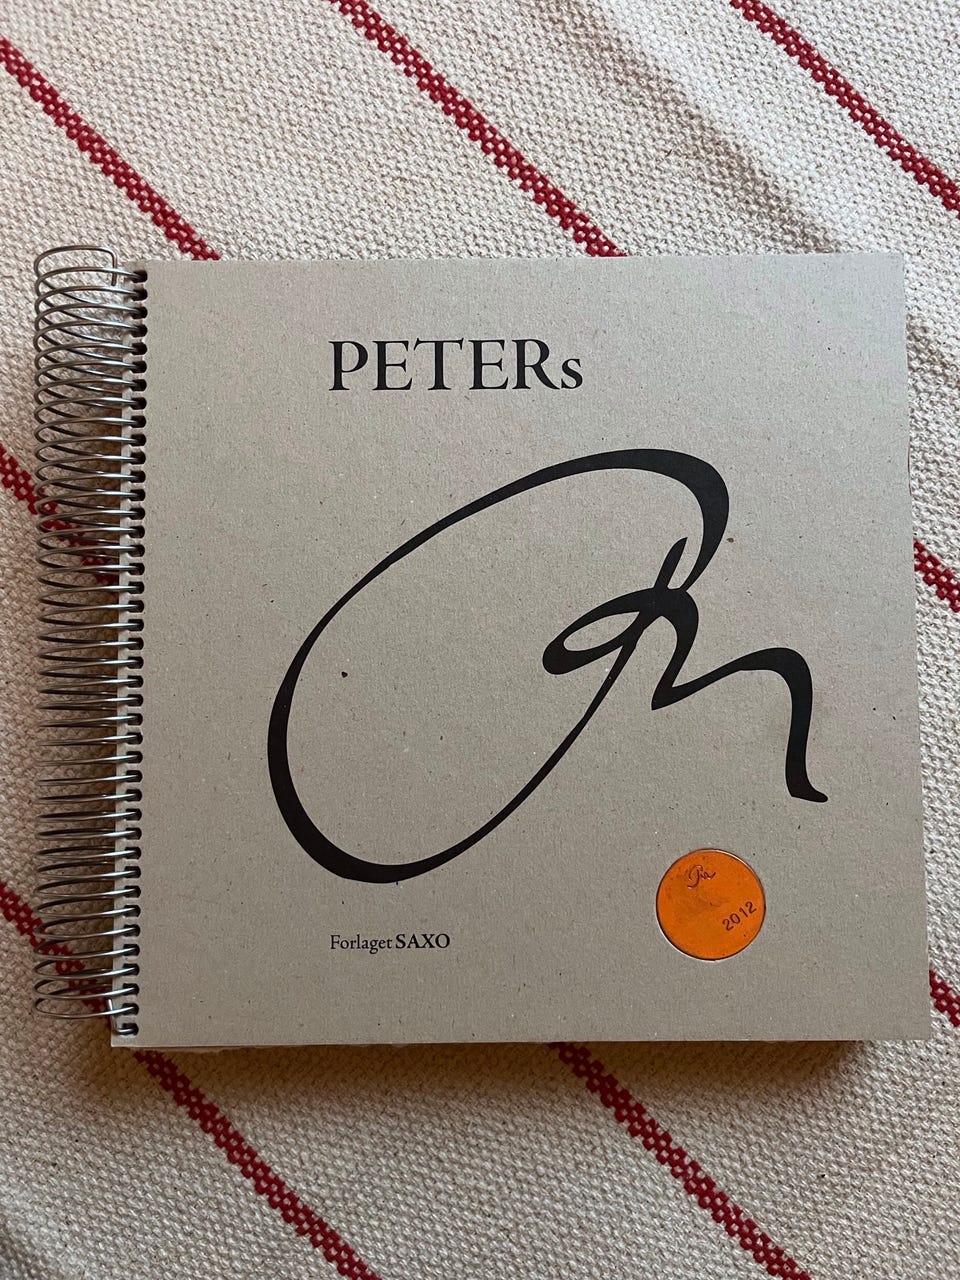 PETERs
2012
Forlaget SAXO